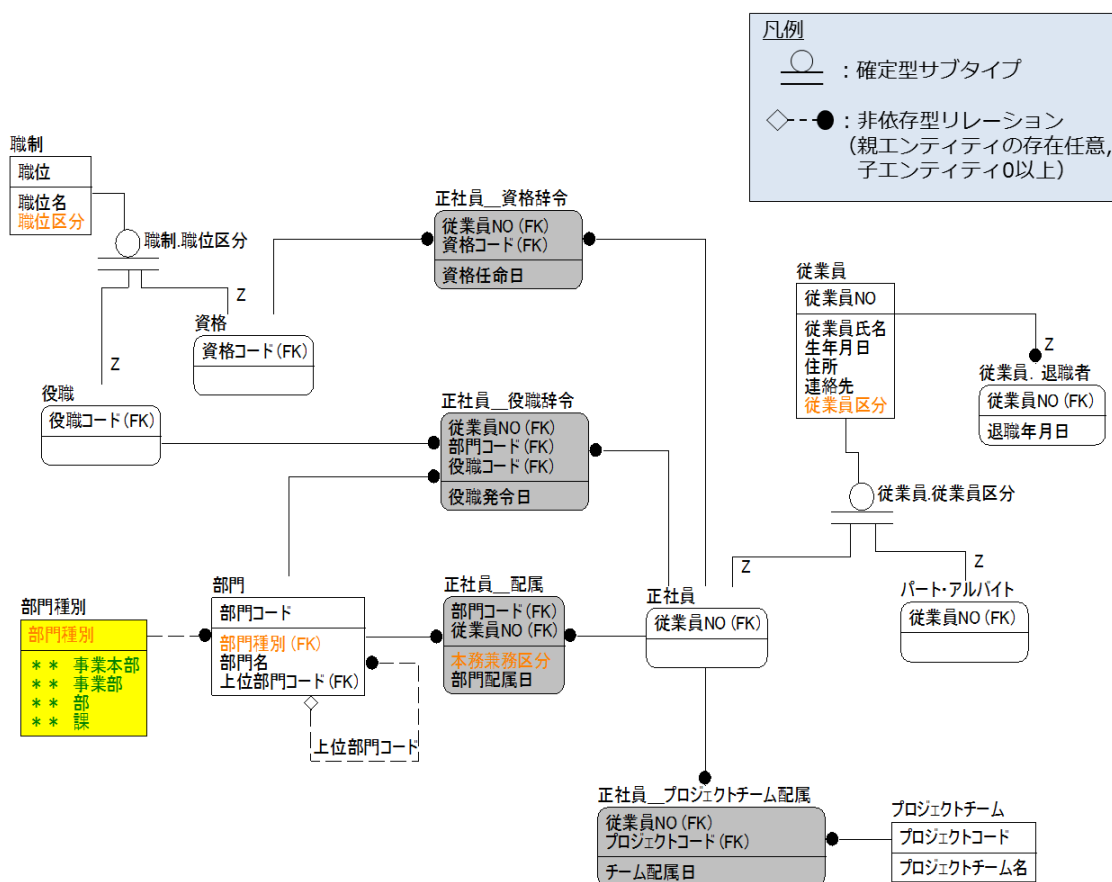 凡例
:確定型サブタイプ
:非依存型リレーション
(親エンティティの存在任意,
子エンティティ0以上)
職制
職位
職位名
職位区分
職制.職位区分
Z
Z
資格
資格コード(FK)
役職
役職コード(FK)
正社員__資格辞令
従業員NO (FK)
資格コード(FK)
資格任命日
正社員__役職辞令
従業員NO (FK)
部門コード(FK)
役職コード(FK)
役職発令日
従業員
従業員NO
従業員氏名
生年月日
住所
連絡先
従業員区分
Z
従業員. 退職者
従業員NO (FK)
退職年月日
従業員.従業員区分
Z
Z
部門種別
部門種別
** 事業本部
** 事業部
** 部
** 課
部門
部門コード
部門種別(FK)
部門名
上位部門コード(FK)
上位部門コード
正社員__配属
部門コード(FK)
従業員NO (FK)
本務兼務区分
部門配属日
正社員
従業員NO (FK)
パート・アルバイト
従業員NO (FK)
正社員__プロジェクトチーム配属
従業員NO (FK)
プロジェクトコード(FK)
チーム配属日
プロジェクトチーム
プロジェクトコード
プロジェクトチーム名